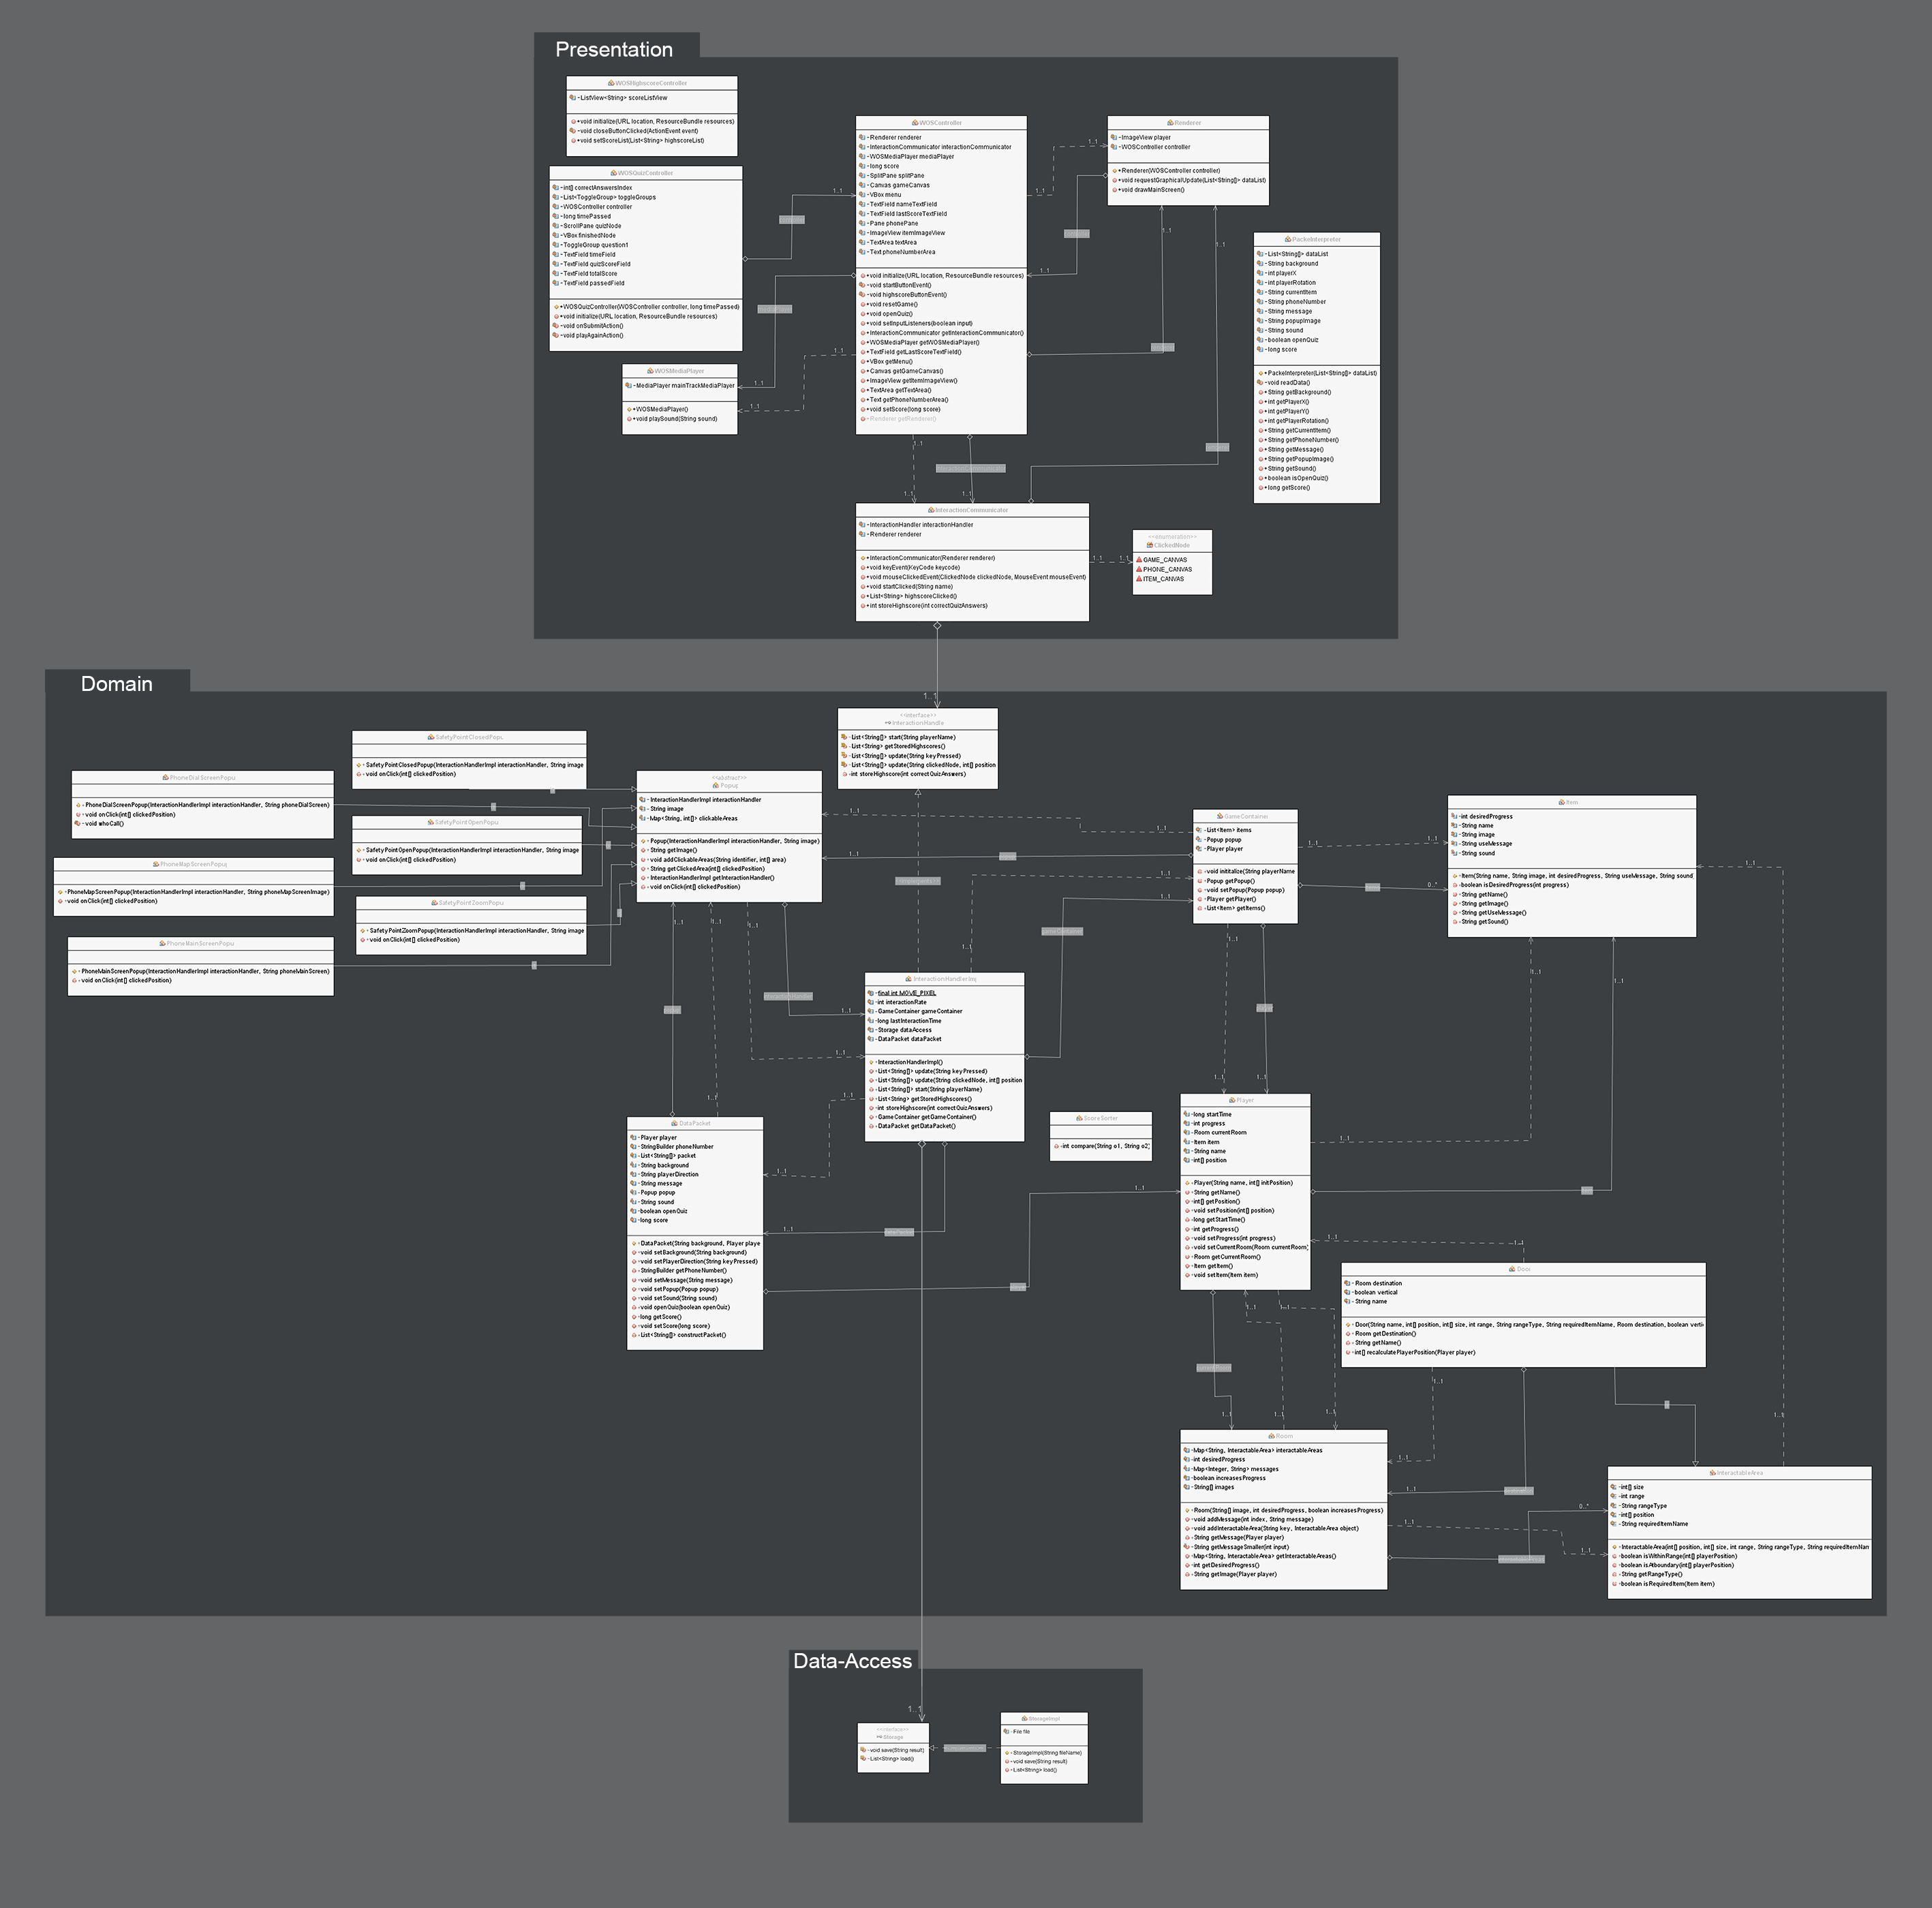 Presentation
WOSHighscoreController
-ListView<String> scoreListView
+void initialize(URL location, ResourceBundle resources)
-void closeButtonClicked(ActionEvent event)
+void setScoreList(List<String> highscoreList)
WOSQuizController
-int[] correctAnswersIndex
-List<ToggleGroup> toggleGroups
-WOSController controller
-long timePassed
-ScrollPane quizNode
-VBox finishedNode
-ToggleGroup question1
-TextField timeField
-TextField quizScoreField
-TextField totalScore
-TextField passedField
+WOSQuizController(WOSController controller, long timePassed)
+void initialize(URL location, ResourceBundle resources)
-void onSubmitAction()
-void playAgainAction()
WOSMediaPlayer
-MediaPlayer mainTrackMediaPlayer
+WOSMediaPlayer()
+void playSound(String sound)
WOSController
-Renderer renderer
-InteractionCommunicator interactionCommunicator
-WOSMediaPlayer mediaPlayer
-long score
-SplitPane splitPane
-Canvas gameCanvas
-VBox menu
-TextField nameTextField
-TextField lastScoreTextField
-Pane phonePane
-ImageView itemImageView
-TextArea textArea
-Text phoneNumberArea
+void initialize(URL location, ResourceBundle resources)
-void startButtonEvent()
-void highscoreButtonEvent()
+void resetGame()
+void openQuiz()
+void setInputListeners(boolean input)
+InteractionCommunicator getInteractionCommunicator()
+WOSMediaPlayer getWOSMediaPlayer()
+TextField getLastScoreTextField()
+VBox getMenu()
+Canvas getGameCanvas()
+ImageView getItemImageView()
+TextArea getTextArea()
+Text getPhoneNumberArea()
+void setScore(long score)
Renderer getRenderer()
Renderer
-ImageView player
-WOSController controller
+Renderer(WOSController controller)
+void requestGraphicalUpdate(List<String[]> dataList)
+void drawMainScreen()
PackeInterpreter
-List<String[]> dataList
-String background
-int playerX
-int playerRotation
-String currentItem
-String phoneNumber
-String message
-String popupImage
-String sound
-boolean openQuiz
-long score
+PackeInterpreter(List<String[]> dataList)
-void readData()
+String getBackground()
+int getPlayerX()
+int getPlayerY()
+int getPlayerRotation()
+String getCurrentItem()
+String getPhoneNumber()
+String getMessage()
+String getPopupImage()
+String getSound()
+boolean isOpenQuiz()
+long getScore()
InteractionCommunicator
-InteractionHandler interactionHandler
-Renderer renderer
+InteractionCommunicator(Renderer renderer)
+void keyEvent(KeyCode keycode)
+void mouseClickedEvent(ClickedNode clickedNode, MouseEvent mouseEvent)
+void startClicked(String name)
+List<String> highscoreClicked()
+int storeHighscore(int correctQuizAnswers)
<<enumeration>>
ClickedNode
GAME_CANVAS
PHONE_CANVAS
ITEM_CANVAS
1..1
Domain
<<interface>>
InteractionHandle
List<String[]> start(String playerName)
List<String> getStoredHighscores()
List<String[]> update(String keyPressed)
List<String[]> update(String clickedNode, int[] position
int storeHighscore(int correctQuizAnswers)
SafetyPointClosedPopu
SafetyPointClosedPopup(InteractionHandlerImpl interactionHandler, String image
void onClick(int[] clickedPosition)
PhoneDialScreenPopu
PhoneDialScreenPopup(InteractionHandlerImpl interactionHandler, String phoneDialScreen)
void onClick(int[] clickedPosition)
void whoCall()
SafetyPointOpenPopu
SafetyPointOpenPopup(InteractionHandlerImpl interactionHandler, String image
void onClick(int[] clickedPosition)
PhoneMapScreenPopup
PhoneMapScreenPopup(InteractionHandlerImpl interactionHandler, String phoneMapScreenImage)
void onClick(int[] clickedPosition)
SafetyPointZoomPopu
SafetyPointZoomPopup(InteractionHandlerImpl interactionHandler, String image
void onClick(int[] clickedPosition)
PhoneMainScreenPopu
PhoneMainScreenPopup(InteractionHandlerImpl interactionHandler, String phoneMainScreen)
void onClick(int[] clickedPosition)
<<abstract>>
Popup
InteractionHandlerImpl interactionHandler
String image
Map<String, int[]> clickableAreas
Popup(InteractionHandlerImpl interactionHandler, String image)
String getImage()
void addClickableAreas(String identifier, int[] area)
String getClickedArea(int[] clickedPosition)
InteractionHandlerImpl getInteractionHandler()
void onClick(int[] clickedPosition)
GameContainer
List<Item> items
Popup popup
Player player
void inititalize(String playerName
Popup getPopup()
void setPopup(Popup popup)
Player getPlayer()
List<Item> getItems()
Item
int desiredProgress
String name
String image
String useMessage
String sound
Item(String name, String image, int desiredProgress, String useMessage, String sound
boolean isDesiredProgress(int progress)
String getName()
String getImage()
String getUseMessage()
String getSound()
InteractionHandlerImp
final int MOVE_PIXEL
int interactionRate
GameContainer gameContainer
long lastInteractionTime
Storage dataAccess
DataPacket dataPacket
InteractionHandlerImpl()
List<String[]> update(String keyPressed)
List<String[]> update(String clickedNode, int[] position
List<String[]> start(String playerName)
List<String> getStoredHighscores()
int storeHighscore(int correctQuizAnswers)
GameContainer getGameContainer()
DataPacket getDataPacket()
DataPacket
Player player
StringBuilder phoneNumber
List<String[]> packet
String background
String playerDirection
String message
Popup popup
String sound
boolean openQuiz
long score
DataPacket(String background, Player playe
void setBackground(String background)
void setPlayerDirection(String keyPressed)
StringBuilder getPhoneNumber()
void setMessage(String message)
void setPopup(Popup popup)
void setSound(String sound)
void openQuiz(boolean openQuiz)
long getScore()
void setScore(long score)
List<String[]> constructPacket()
ScoreSorter
int compare(String o1, String o2)
Player
long startTime
int progress
Room currentRoom
Item item
String name
int[] position
Player(String name, int[] initPosition)
String getName()
int[] getPosition()
void setPosition(int[] position)
long getStartTime()
int getProgress()
void setProgress(int progress)
void setCurrentRoom(Room currentRoom)
Room getCurrentRoom()
Item getItem()
void setItem(Item item)
Door
Room destination
boolean vertical
String name
Door(String name, int[] position, int[] size, int range, String rangeType, String requiredItemName, Room destination, boolean verti
Room getDestination()
String getName()
int[] recalculatePlayerPosition(Player player)
Room
Map<String, InteractableArea> interactableAreas
int desiredProgress
Map<Integer, String> messages
boolean increasesProgress
String[] images
Room(String[] image, int desiredProgress, boolean increasesProgress)
void addMessage(int index, String message)
void addInteractableArea(String key, InteractableArea object)
String getMessage(Player player)
String getMessageSmaller(int input)
Map<String, InteractableArea> getInteractableAreas()
int getDesiredProgress()
String getImage(Player player)
InteractableArea
int[] size
int range
String rangeType
int[] position
String requiredItemName
InteractableArea(int[] position, int[] size, int range, String rangeType, String requiredItemNam
boolean isWithinRange(int[] playerPosition)
boolean isAtboundary(int[] playerPosition)
String getRangeType()
boolean isRequiredItem(Item item)
Data-Access
1..1
<<interface>>
Storage
void save(String result)
List<String> load()
StorageImpl
File file
StorageImpl(String fileName)
void save(String result)
List<String> load()